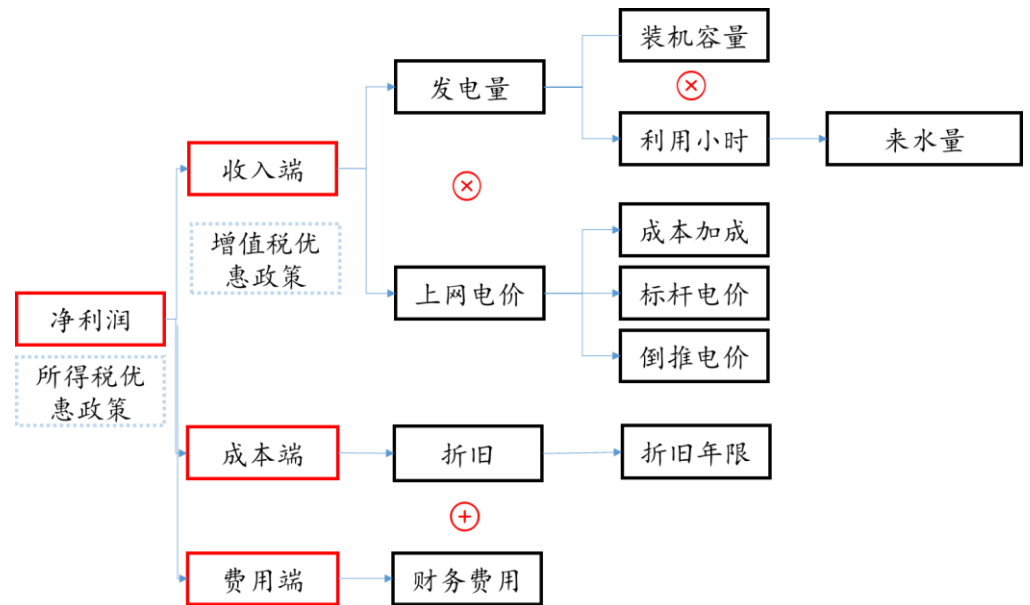 装机容量
发电量
利用小时
来水量
收入端
增值税优
惠政策
成本加成
上网电价
标杆电价
倒推电价
净利润
所得税优
惠政策
成本端
折旧
折旧年限
费用端
财务费用